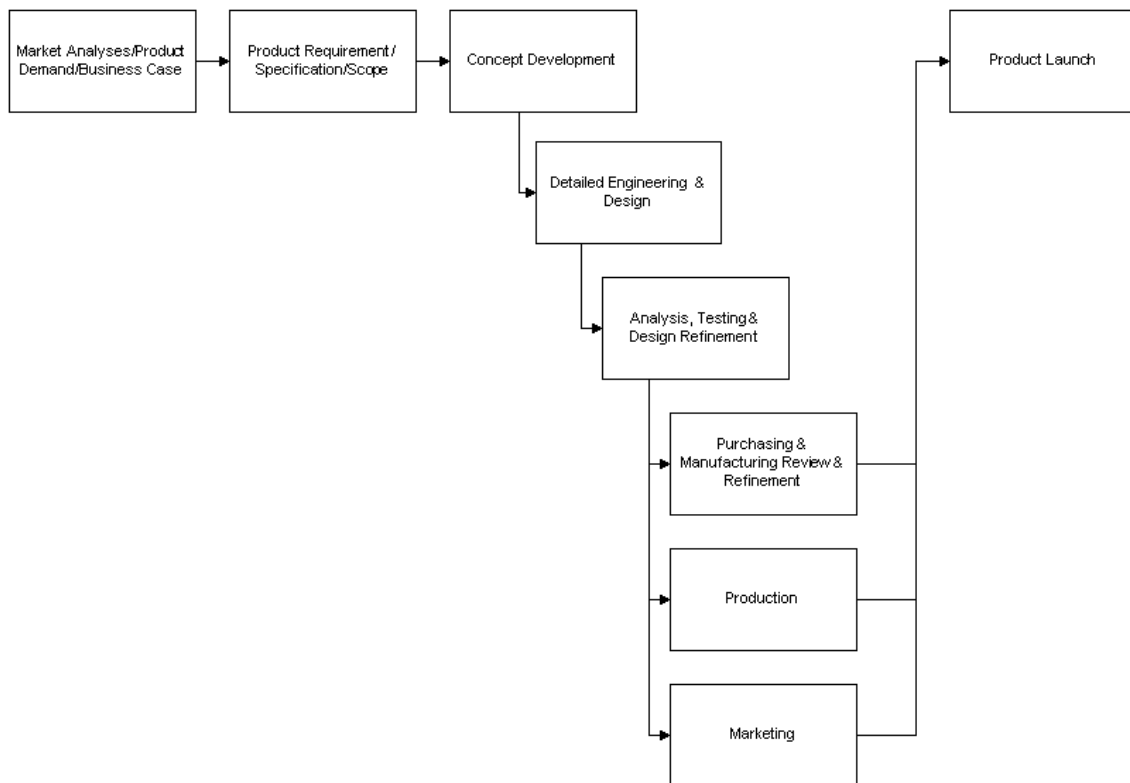 Market Analyses/Product
Demand/Business Case
Product Requirement/
Specification/Scope
Concept Development
Product Launch
Detailed Engineering &
Design
Analysis, Testing &
Design Refinement
Purchasing &
Manufacturing Review &
Refinement
Production
Marketing